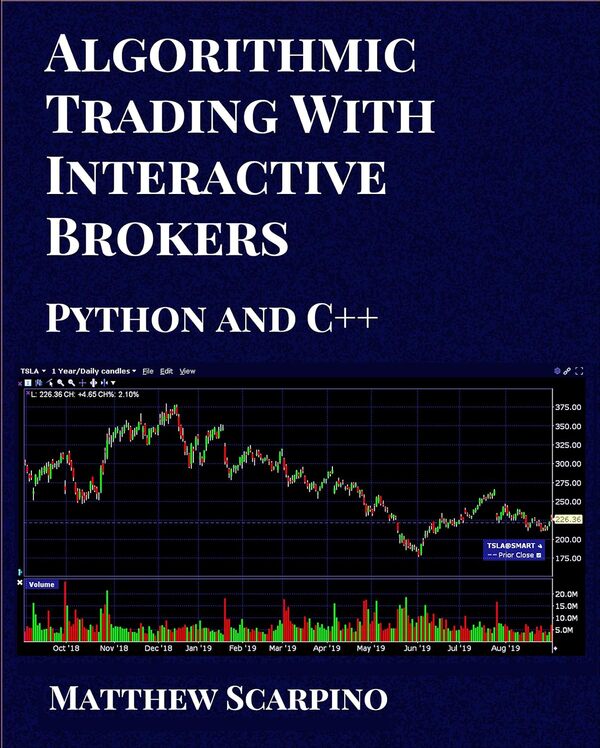 Algorithmic
Trading With
Interactive
Brokers
Python and C++
TSLA 1 Year/Daily candles File Edit View
L: 226.36 CH: +4.65 CH%: 2.10%
375.00
350.00
325.00
300.00
275.00
250.00
226.36
200.00
175.00
TSLA@SMART
Prior Close
Volume
20.0M
15.0M
10.0M
5.0M
Oct '18 Nov '18 Dec '18 Jan '19 Feb '19 Mar '19 Apr '19 May '19 Jun '19 Jul '19 Aug '19
Matthew Scarpino